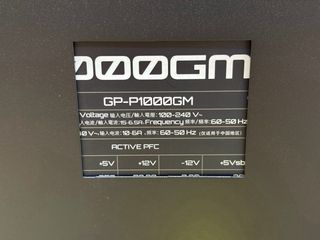 000GM
GP-P1000GM
Voltage 输入电压/輸入電壓: 100-240 V~
入电流/輸入電流: 15-6.5A. Frequency 频率/頻率: 60-50 Hz
V~, 输入电流: 10-6A, 频率: 60-50 Hz (仅适用于中国地区)
ACTIVE PFC
+5V +12V -12V +5Vsb